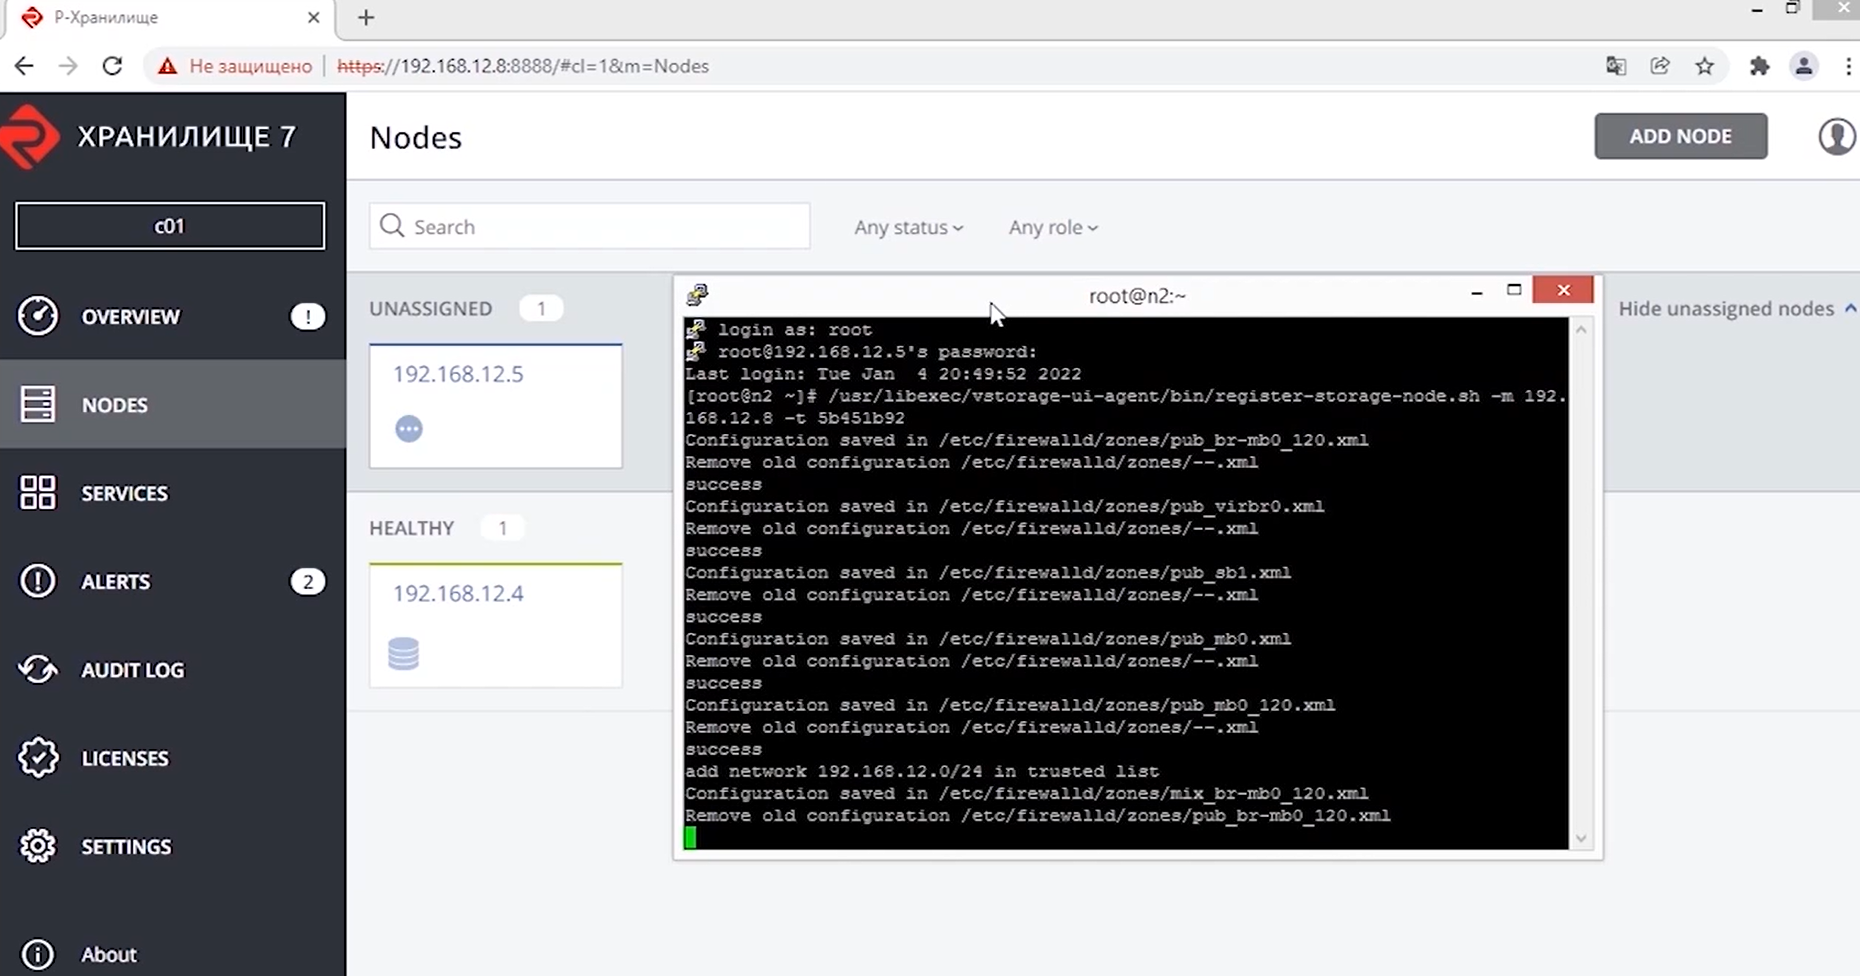 Р-Хранилище
Не защищено
https://192.168.12.8:8888/#cl=1&m=Nodes
ХРАНИЛИЩЕ 7
Nodes
ADD NODE
c01
Search
Any status
Any role
OVERVIEW
!
NODES
SERVICES
ALERTS
2
AUDIT LOG
LICENSES
SETTINGS
About
UNASSIGNED
1
Hide unassigned nodes
192.168.12.5
HEALTHY
1
192.168.12.4
root@n2:~
login as: root
root@192.168.12.5's password:
Last login: Tue Jan  4 20:49:52 2022
[root@n2 ~]# /usr/libexec/vstorage-ui-agent/bin/register-storage-node.sh -m 192.
168.12.8 -t 5b451b92
Configuration saved in /etc/firewalld/zones/pub_br-mb0_120.xml
Remove old configuration /etc/firewalld/zones/--.xml
success
Configuration saved in /etc/firewalld/zones/pub_virbr0.xml
Remove old configuration /etc/firewalld/zones/--.xml
success
Configuration saved in /etc/firewalld/zones/pub_sb1.xml
Remove old configuration /etc/firewalld/zones/--.xml
success
Configuration saved in /etc/firewalld/zones/pub_mb0.xml
Remove old configuration /etc/firewalld/zones/--.xml
success
Configuration saved in /etc/firewalld/zones/pub_mb0_120.xml
Remove old configuration /etc/firewalld/zones/--.xml
success
add network 192.168.12.0/24 in trusted list
Configuration saved in /etc/firewalld/zones/mix_br-mb0_120.xml
Remove old configuration /etc/firewalld/zones/pub_br-mb0_120.xml